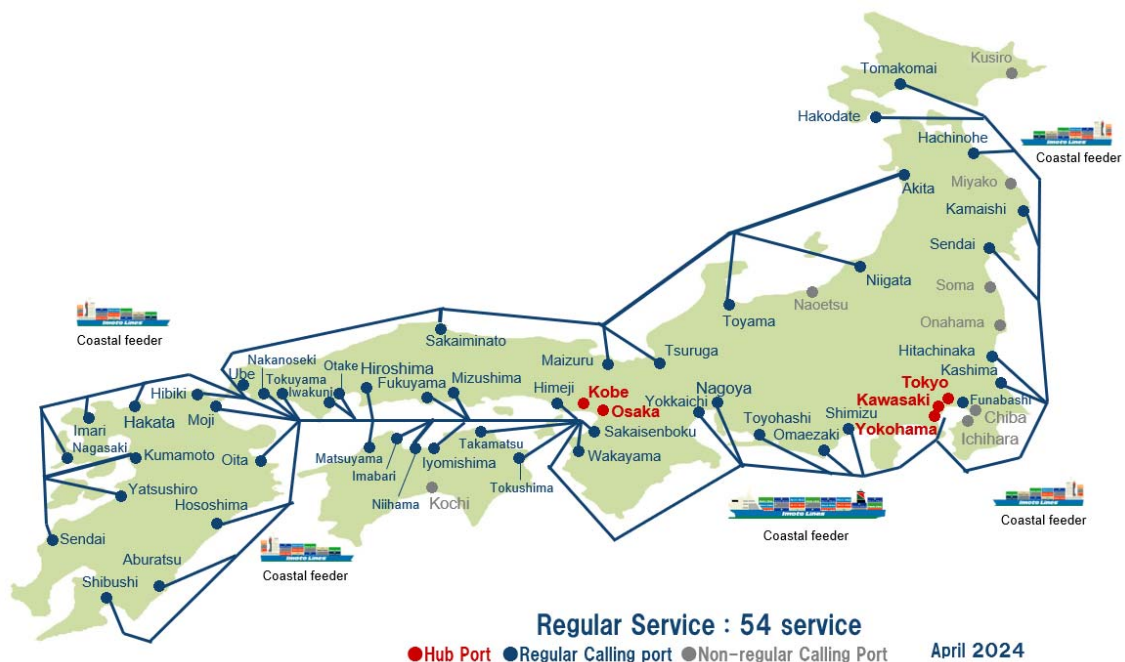 Kusiro
Tomakomai
Hakodate
Hachinohe
Coastal feeder
Miyako
Akita
Kamaishi
Sendai
Niigata
Soma
Naoetsu
Toyama
Onahama
Coastal feeder
Sakaiminato
Maizuru
Tsuruga
Hitachinaka
Kashima
Nakanoseki
Otake
Hiroshima
Ube
Tokuyama
Iwakuni
Fukuyama
Mizushima
Himeji
Kobe
Osaka
Nagoya
Yokkaichi
Tokyo
Kawasaki
Funabashi
Yokohama
Chiba
Ichihara
Hibiki
Moji
Hakata
Imari
Toyohashi
Shimizu
Omaezaki
Sakaisenboku
Nagasaki
Kumamoto
Oita
Matsuyama
Imabari
Takamatsu
Iyomishima
Wakayama
Tokushima
Niihama
Kochi
Yatsushiro
Hososhima
IMOTO LINES
Coastal feeder
Coastal feeder
Sendai
Aburatsu
Coastal feeder
Shibushi
Regular Service : 54 service
Hub Port Regular Calling port Non-regular Calling Port April 2024